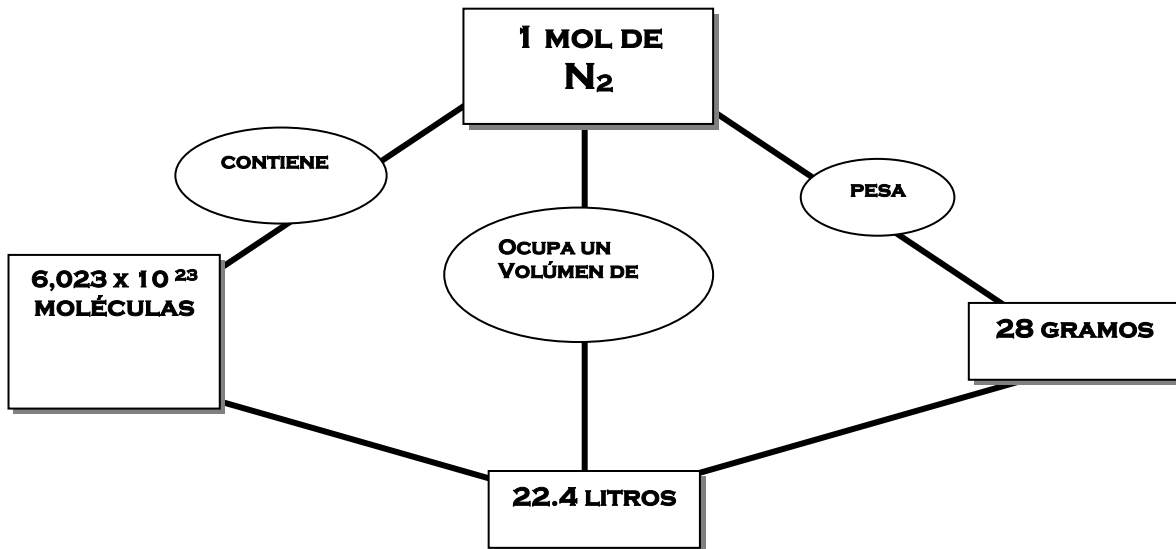 1 MOL DE
N₂
CONTIENE
PESA
OCUPA UN
VOLÚMEN DE
6,023 X 10 ²³
MOLÉCULAS
28 GRAMOS
22.4 LITROS